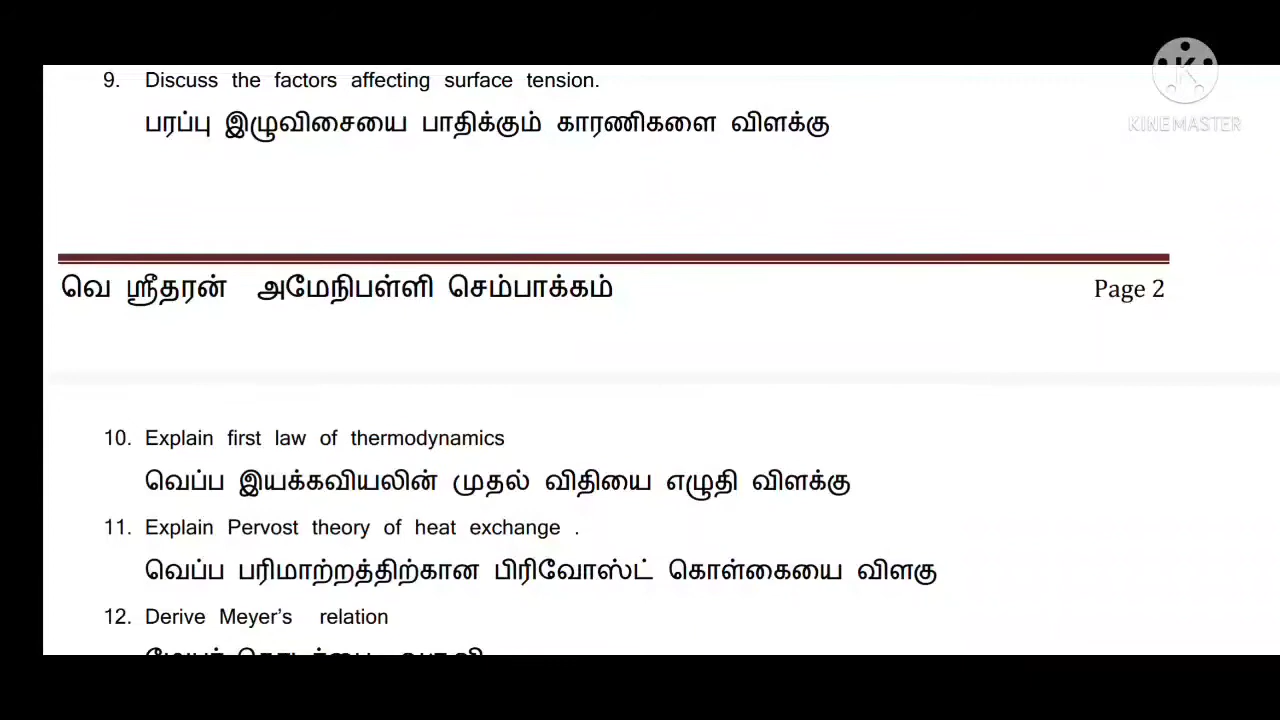 9. Discuss the factors affecting surface tension.
பரப்பு இழுவிசையை பாதிக்கும் காரணிகளை விளக்கு
KINEMASTER
வெ ஸ்ரீதரன் அமேநிபள்ளி செம்பாக்கம் Page 2
10. Explain first law of thermodynamics
வெப்ப இயக்கவியலின் முதல் விதியை எழுதி விளக்கு
11. Explain Pervost theory of heat exchange .
வெப்ப பரிமாற்றத்திற்கான பிரிவோஸ்ட் கொள்கையை விளகு
12. Derive Meyer's relation